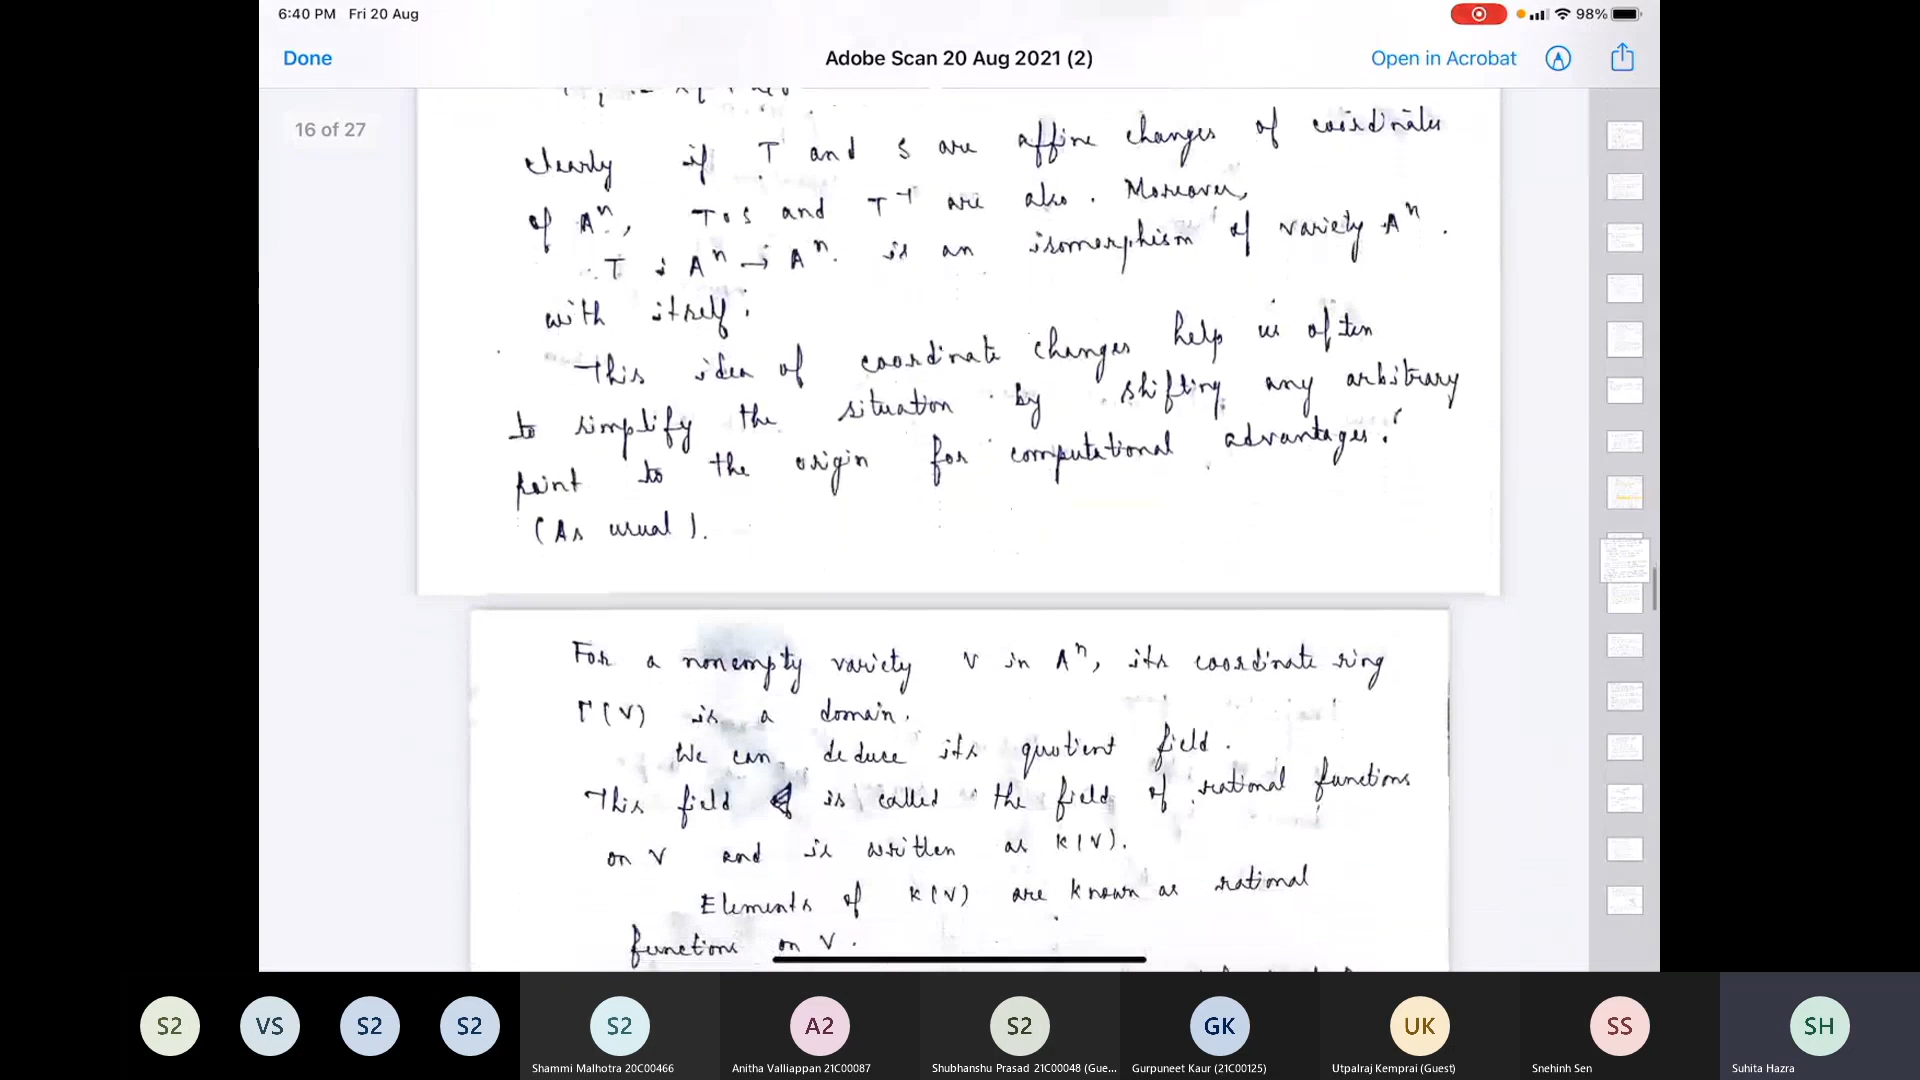 6:40 PM Fri 20 Aug
98%
Done
Adobe Scan 20 Aug 2021 (2)
Open in Acrobat
16 of 27
clearly if T and S are affine changes of coordinates
of Aⁿ, T∘S and T⁻¹ are also. Moreover,
T : Aⁿ → Aⁿ is an isomorphism of variety Aⁿ.
with itself.
This idea of coordinate changes help us often
to simplify the situation by shifting any arbitrary
point to the origin for computational advantages.
(As usual).
For a nonempty variety V in Aⁿ, its coordinate ring
Γ(V) is a domain.
We can deduce its quotient field.
This field is called the field of rational functions
on V and is written as K(V).
Elements of K(V) are known as rational
functions on V.
S2 VS S2 S2 S2 A2 S2 GK UK SS SH
Shammi Malhotra 20C00466 Anitha Valliappan 21C00087 Shubhanshu Prasad 21C00048 (Gue... Gurpuneet Kaur (21C00125) Utpalraj Kemprai (Guest) Snehinh Sen Suhita Hazra